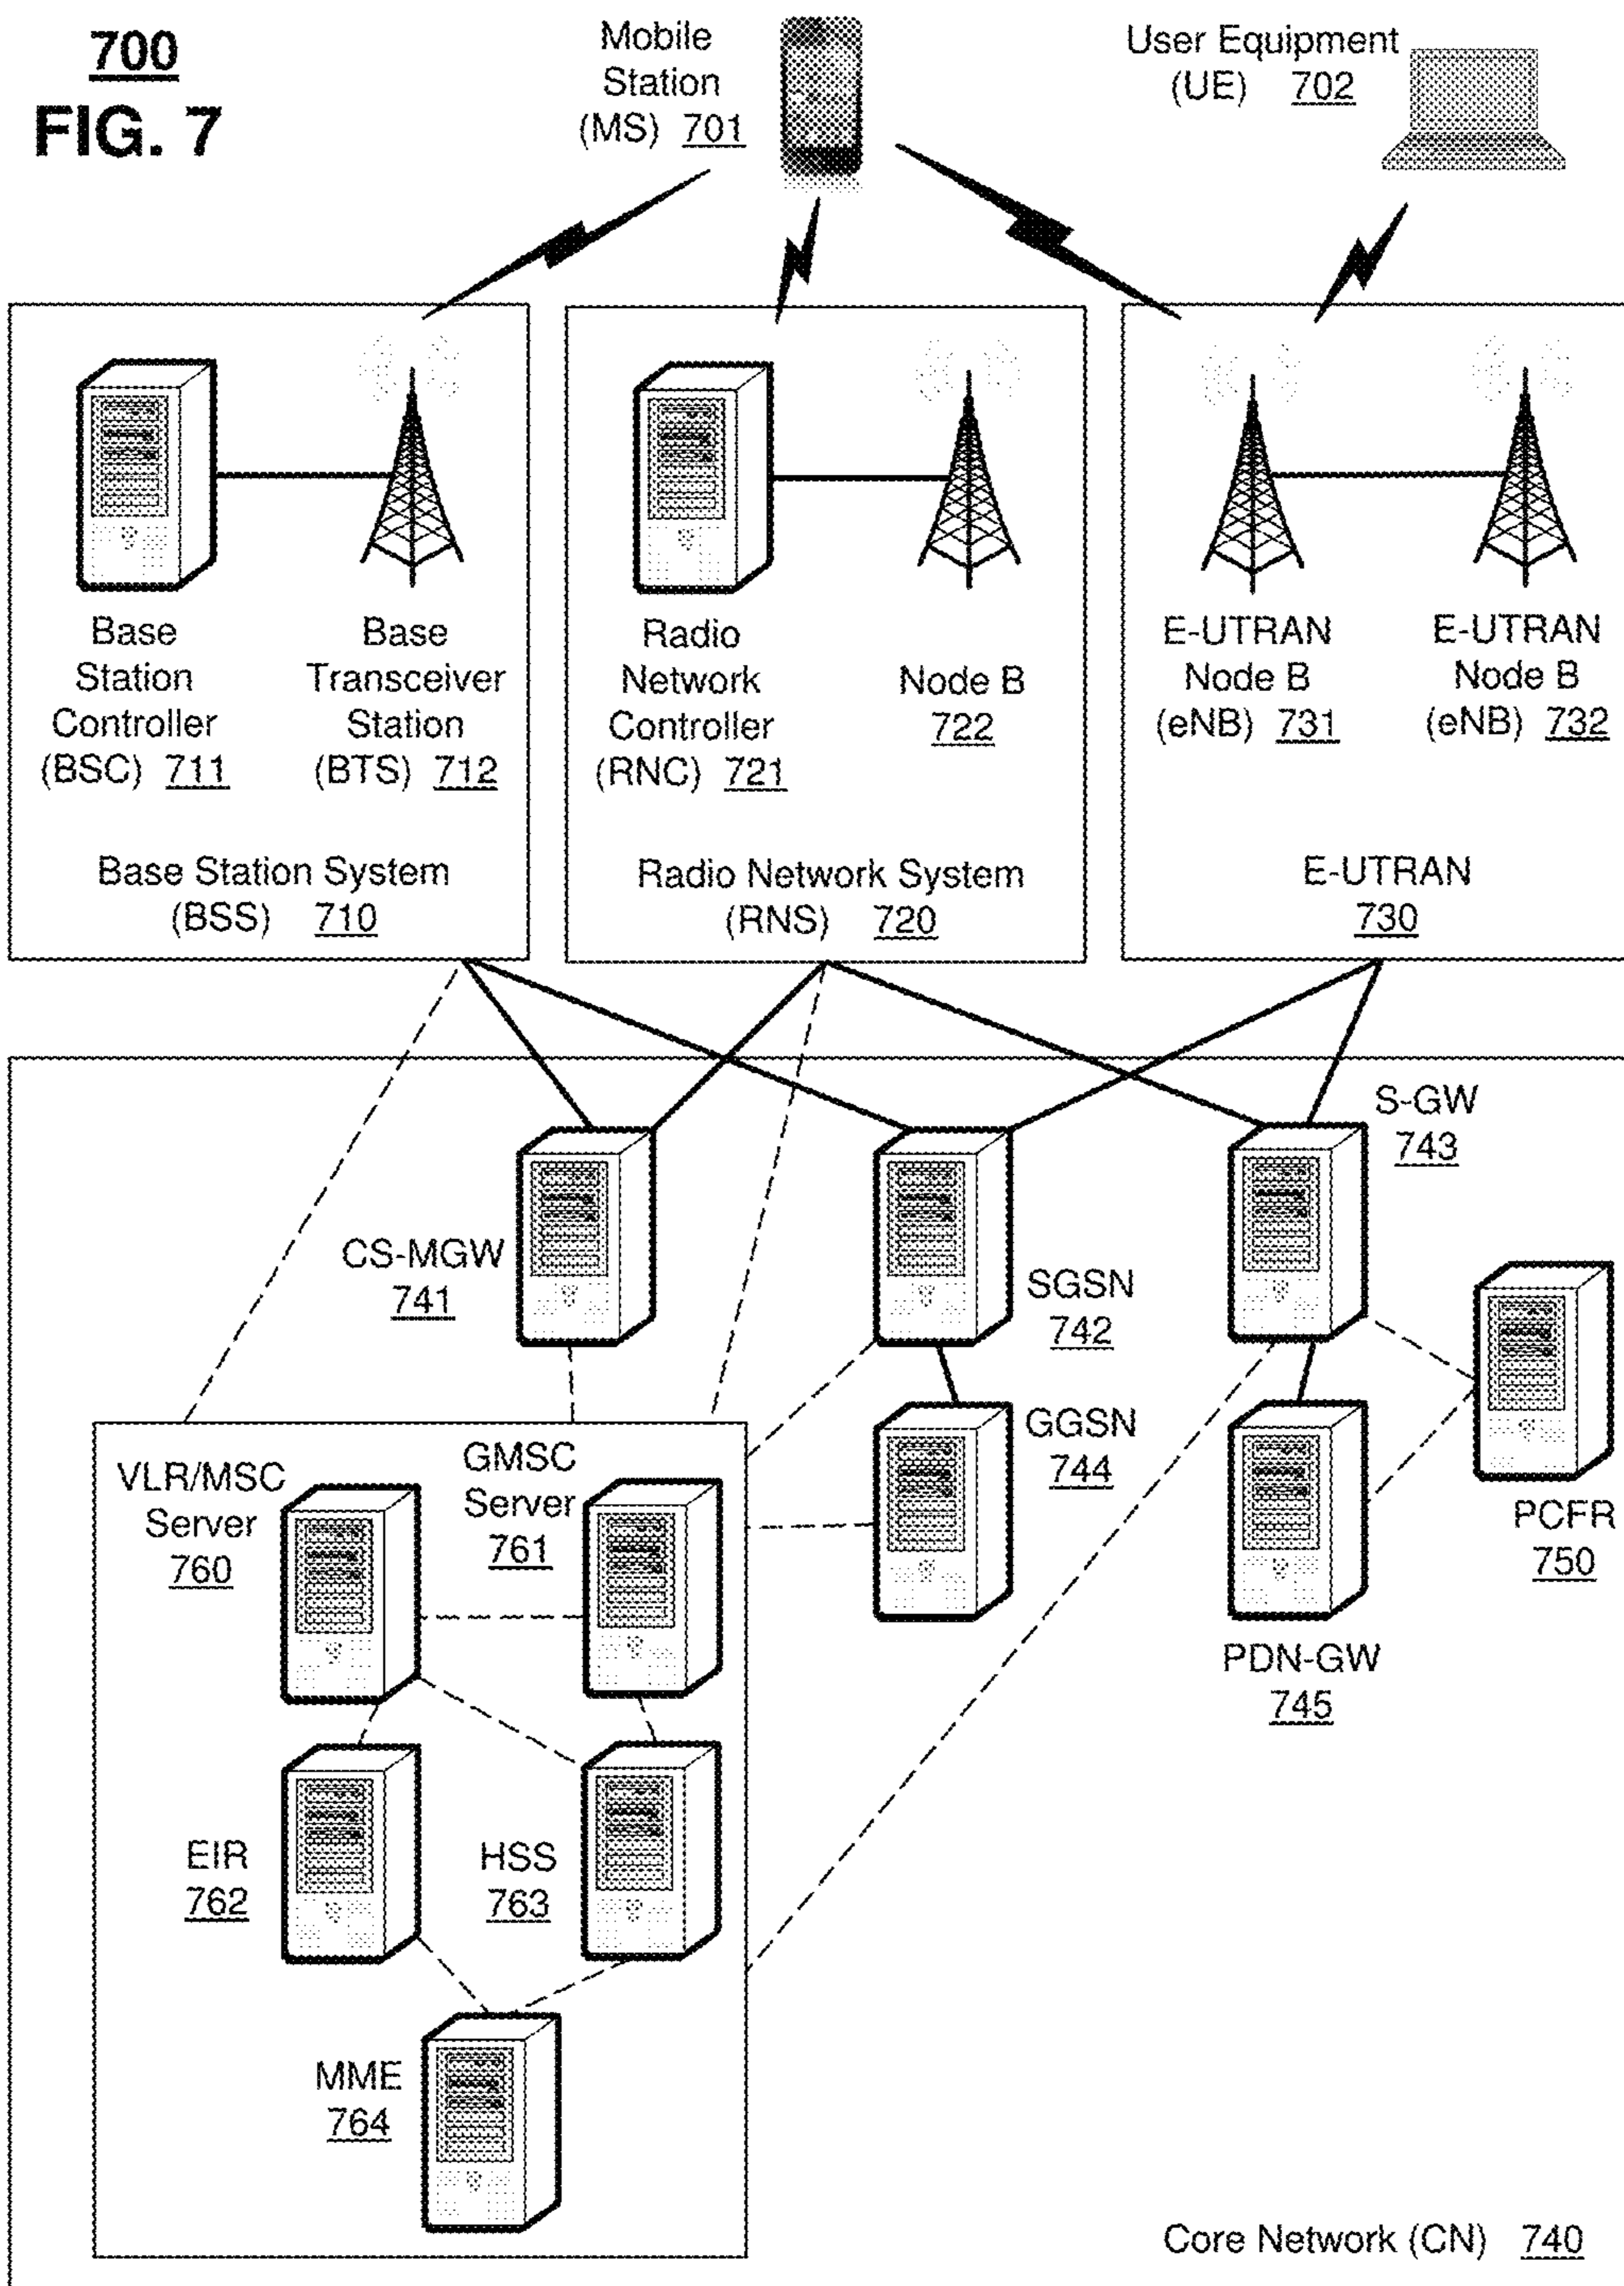 700
FIG. 7
Mobile
Station
(MS) 701
User Equipment
(UE) 702
Base
Station
Controller
(BSC) 711
Base
Transceiver
Station
(BTS) 712
Base Station System
(BSS) 710
Radio
Network
Controller
(RNC) 721
Node B
722
Radio Network System
(RNS) 720
E-UTRAN
Node B
(eNB) 731
E-UTRAN
Node B
(eNB) 732
E-UTRAN
730
S-GW
743
CS-MGW
741
SGSN
742
GGSN
744
PCFR
750
PDN-GW
745
VLR/MSC
Server
760
GMSC
Server
761
EIR
762
HSS
763
MME
764
Core Network (CN) 740